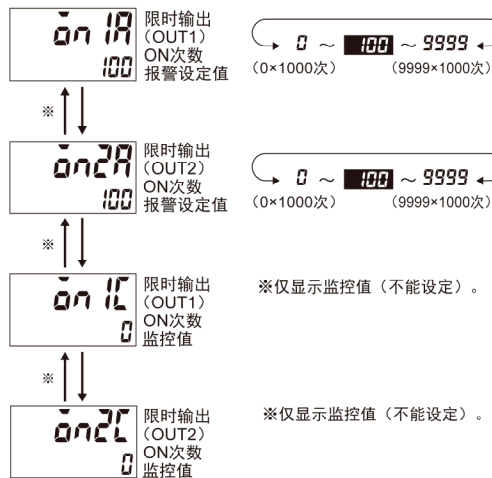 on1A
100
限时输出
（OUT1）
ON次数
报警设定值
0 ～ 100 ～ 9999
（0×1000次） （9999×1000次）
※
on2A
100
限时输出
（OUT2）
ON次数
报警设定值
0 ～ 100 ～ 9999
（0×1000次） （9999×1000次）
※
on1C
0
限时输出
（OUT1）
ON次数
监控值
※仅显示监控值（不能设定）。
※
on2C
0
限时输出
（OUT2）
ON次数
监控值
※仅显示监控值（不能设定）。